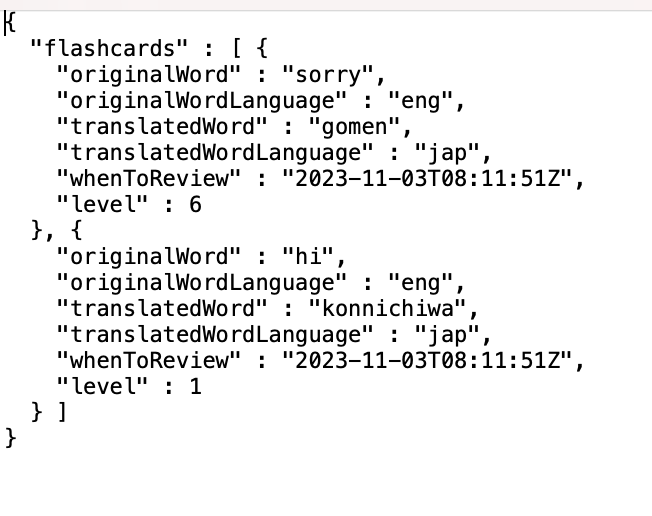 {
  "flashcards" : [ {
    "originalWord" : "sorry",
    "originalWordLanguage" : "eng",
    "translatedWord" : "gomen",
    "translatedWordLanguage" : "jap",
    "whenToReview" : "2023-11-03T08:11:51Z",
    "level" : 6
  }, {
    "originalWord" : "hi",
    "originalWordLanguage" : "eng",
    "translatedWord" : "konnichiwa",
    "translatedWordLanguage" : "jap",
    "whenToReview" : "2023-11-03T08:11:51Z",
    "level" : 1
  } ]
}